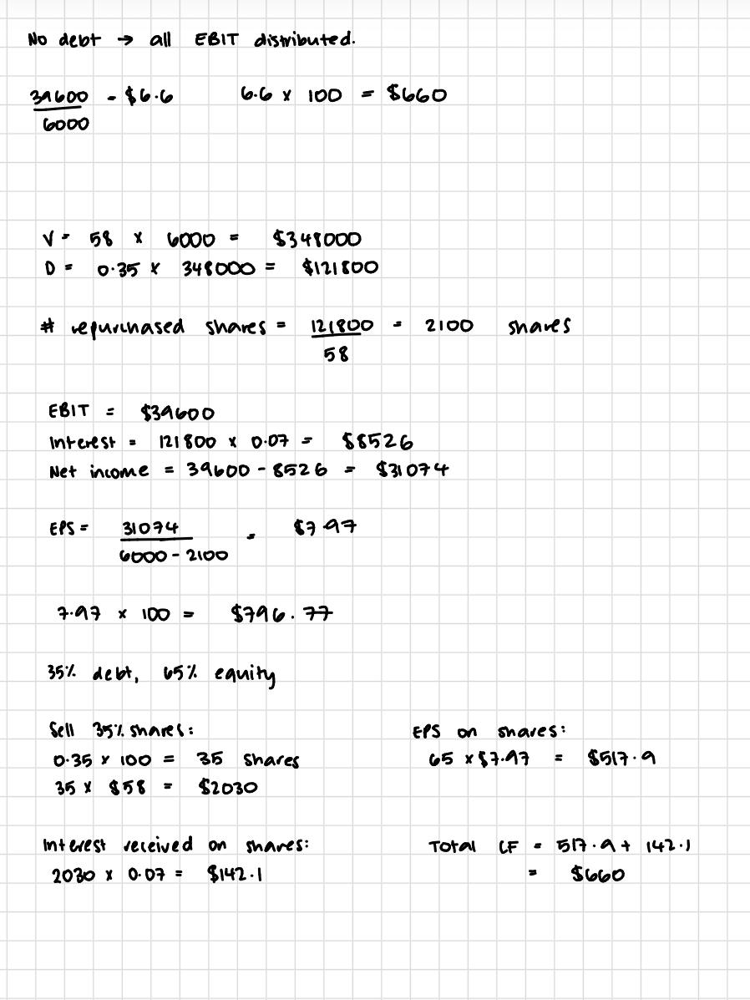 No debt → all EBIT distributed.
39600 = $6.6 6.6 x 100 = $660
6000
V = 58 x 6000 = $348000
D = 0.35 x 348000 = $121800
# repurchased shares = 121800 = 2100 shares
58
EBIT = $39600
Interest = 121800 x 0.07 = $8526
Net income = 39600 - 8526 = $31074
EPS = 31074 = $7.97
6000 - 2100
7.97 x 100 = $796.77
35% debt, 65% equity
Sell 35% shares:
0.35 x 100 = 35 shares
35 x $58 = $2030
EPS on shares:
65 x $7.97 = $517.9
Interest received on shares:
2030 x 0.07 = $142.1
Total CF = 517.9 + 142.1
= $660